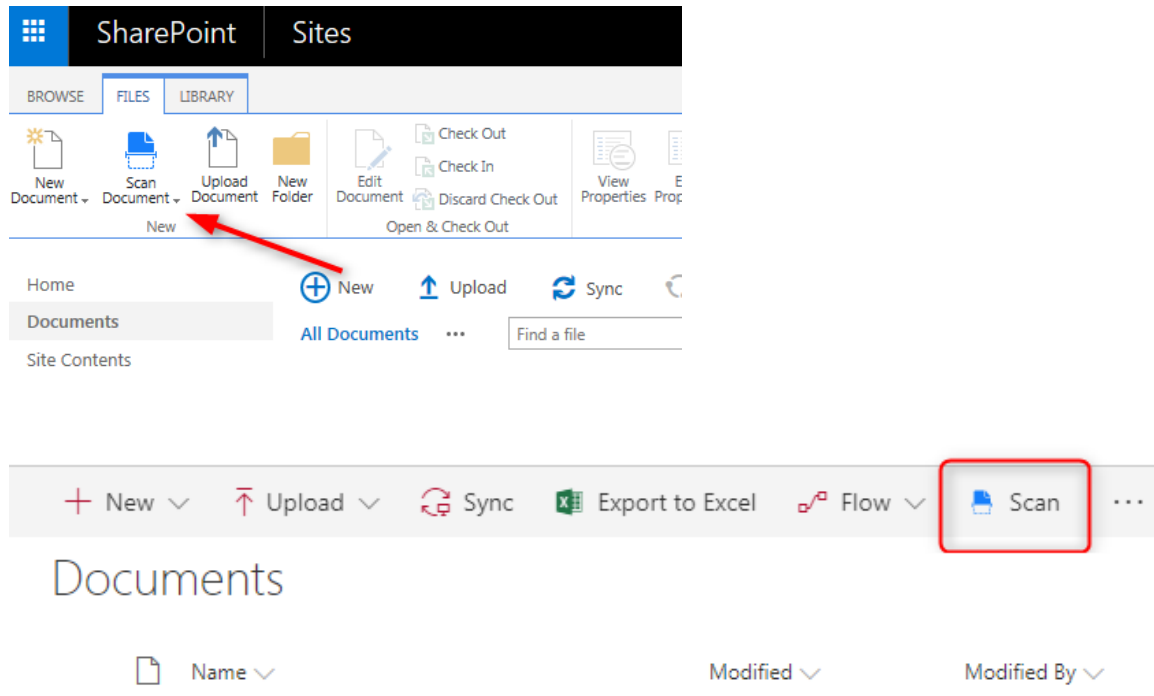 SharePoint Sites
BROWSE FILES LIBRARY
New Document
Scan Document
Upload Document
New Folder
Edit Document
Check Out
Check In
Discard Check Out
View Properties
E
Prop
New
Open & Check Out
Home
Documents
Site Contents
New Upload Sync
All Documents ... Find a file
New Upload Sync Export to Excel Flow Scan ...
Documents
Name Modified Modified By